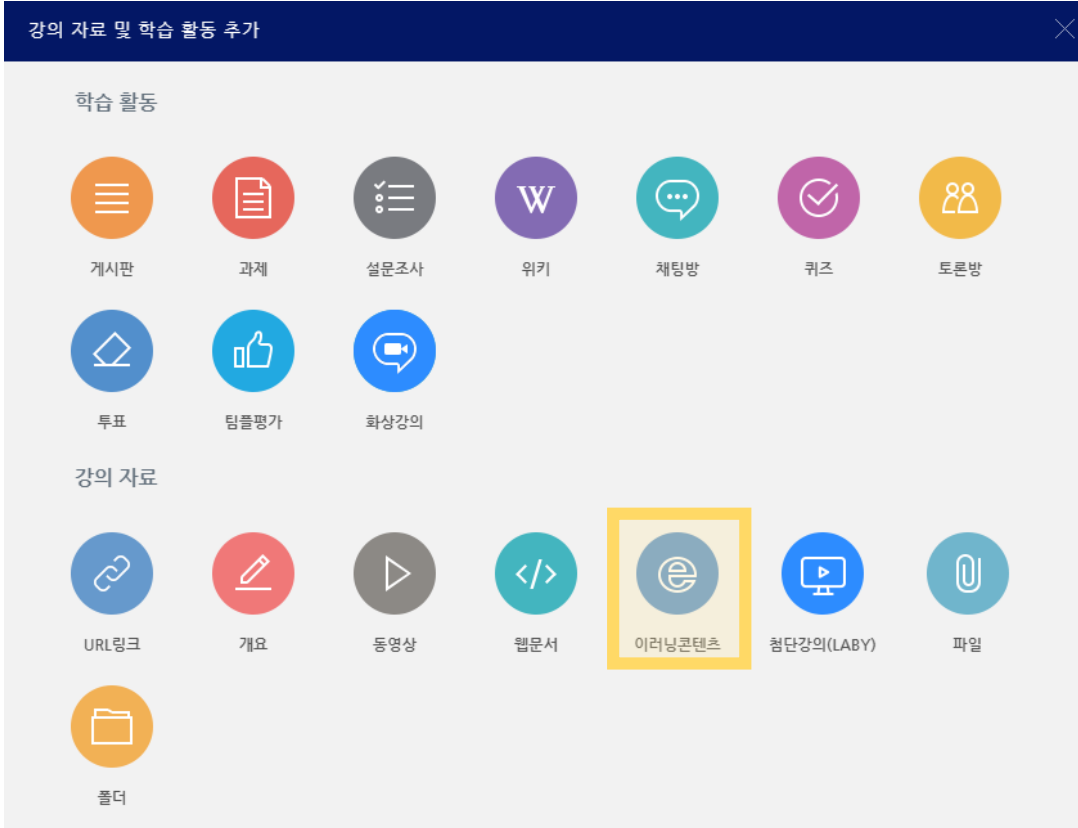 강의 자료 및 학습 활동 추가
학습 활동
게시판 과제 설문조사 위키 채팅방 퀴즈 토론방
투표 팀플평가 화상강의
강의 자료
URL링크 개요 동영상 웹문서 이러닝콘텐츠 첨단강의(LABY) 파일
폴더